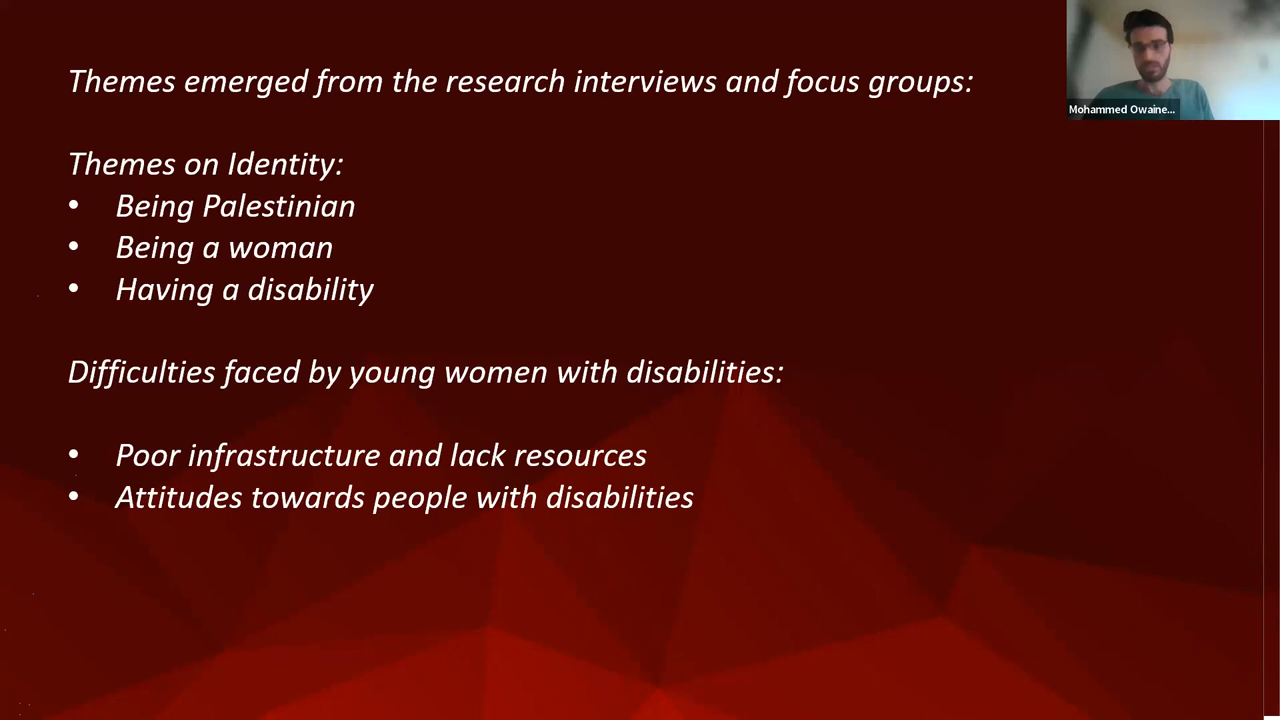 Themes emerged from the research interviews and focus groups:
Mohammed Owaine...
Themes on Identity:
• Being Palestinian
• Being a woman
• Having a disability
Difficulties faced by young women with disabilities:
• Poor infrastructure and lack resources
• Attitudes towards people with disabilities